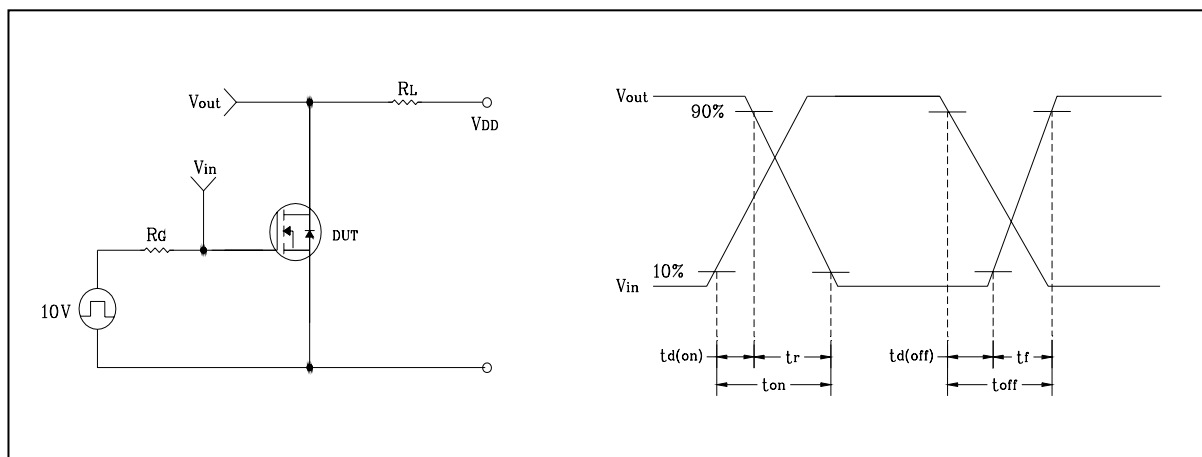 Vout
RL
VDD
Vin
RG
DUT
10V
Vout
90%
10%
Vin
td(on)
tr
td(off)
tf
ton
toff